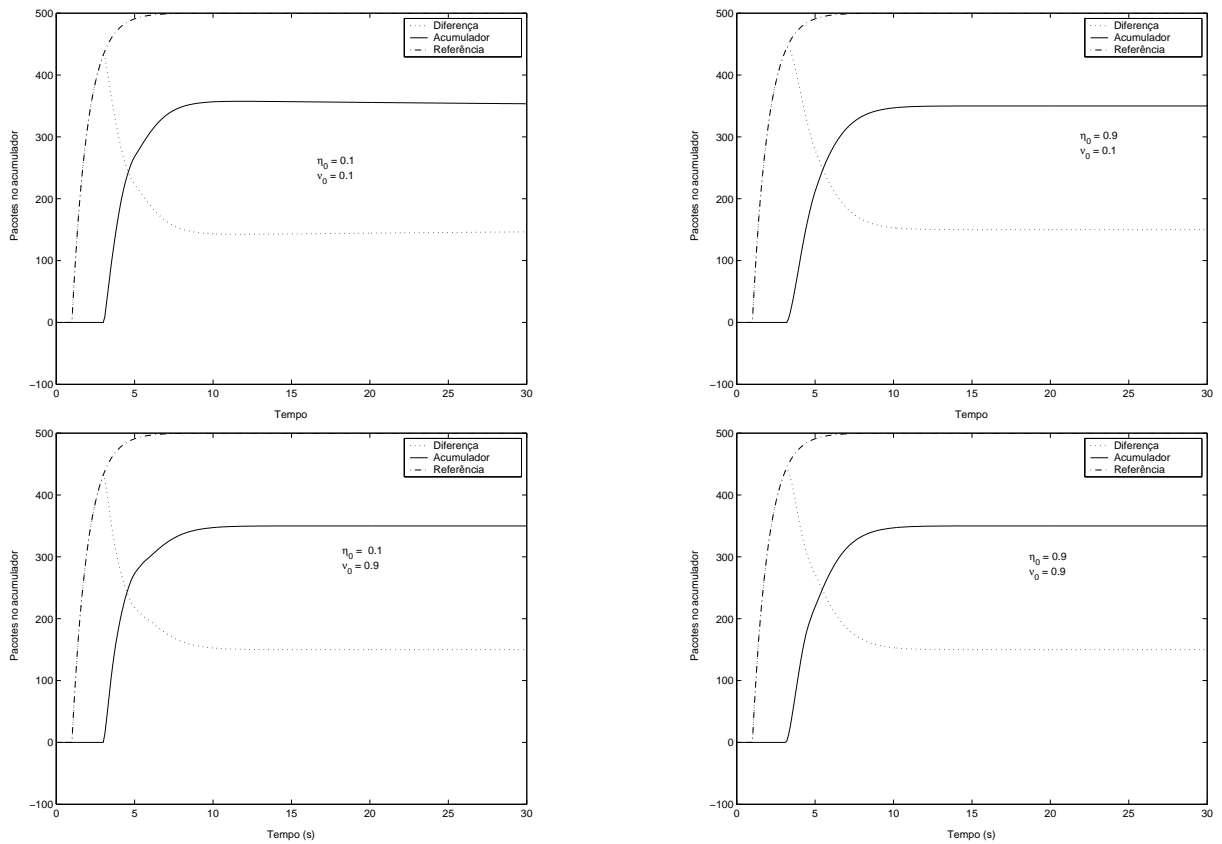 500
400
300
200
100
0
−100
0 5 10 15 20 25 30
Pacotes no acumulador
Tempo
Diferença
Acumulador
Referência
η0 = 0.1
ν0 = 0.1
500
400
300
200
100
0
−100
0 5 10 15 20 25 30
Pacotes no acumulador
Tempo
Diferença
Acumulador
Referência
η0 = 0.9
ν0 = 0.1
500
400
300
200
100
0
−100
0 5 10 15 20 25 30
Pacotes no acumulador
Tempo (s)
Diferença
Acumulador
Referência
η0 = 0.1
ν0 = 0.9
500
400
300
200
100
0
−100
0 5 10 15 20 25 30
Pacotes no acumulador
Tempo (s)
Diferença
Acumulador
Referência
η0 = 0.9
ν0 = 0.9